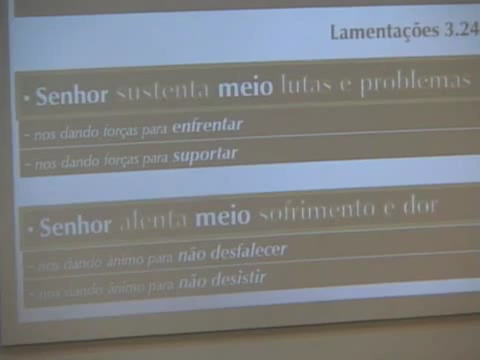 Lamentações 3.24
• Senhor sustenta meio lutas e problemas
- nos dando forças para enfrentar
- nos dando forças para suportar
• Senhor alenta meio sofrimento e dor
- nos dando ânimo para não desfalecer
- nos dando ânimo para não desistir